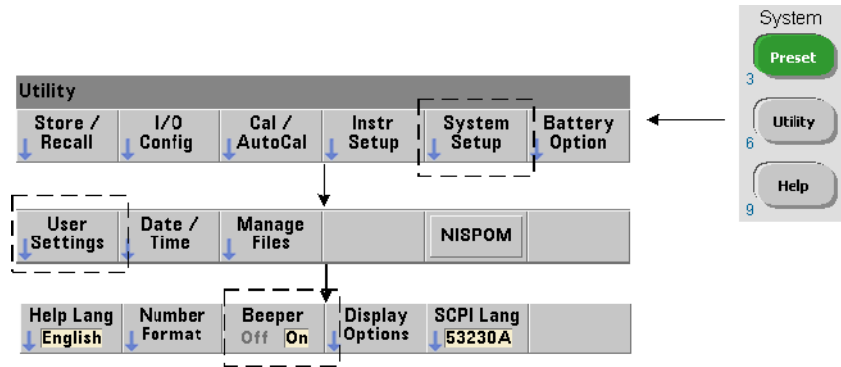 System
Preset
3
Utility
Store / Recall
I/O Config
Cal / AutoCal
Instr Setup
System Setup
Battery Option
Utility
6
Help
9
User Settings
Date / Time
Manage Files
NISPOM
Help Lang English
Number Format
Beeper Off On
Display Options
SCPI Lang 53230A